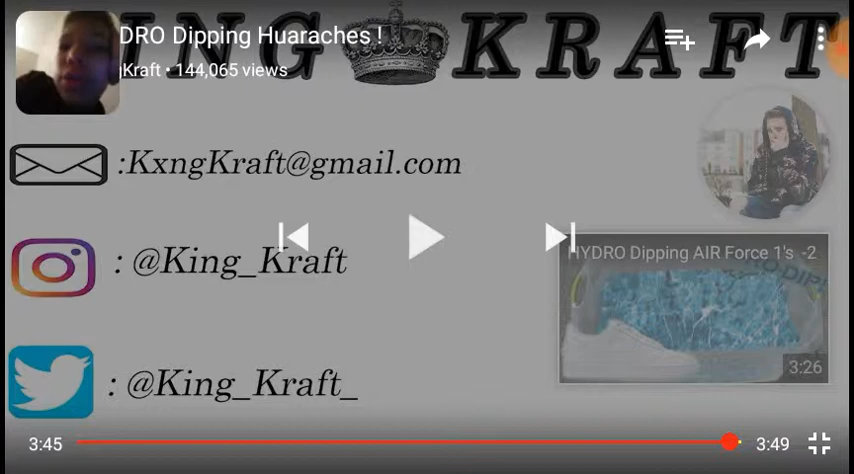 DRO Dipping Huaraches !
ING KRAFT
Kraft • 144,065 views
:KxngKraft@gmail.com
: @King_Kraft
HYDRO Dipping AIR Force 1's -2
3:26
: @King_Kraft_
3:45
3:49